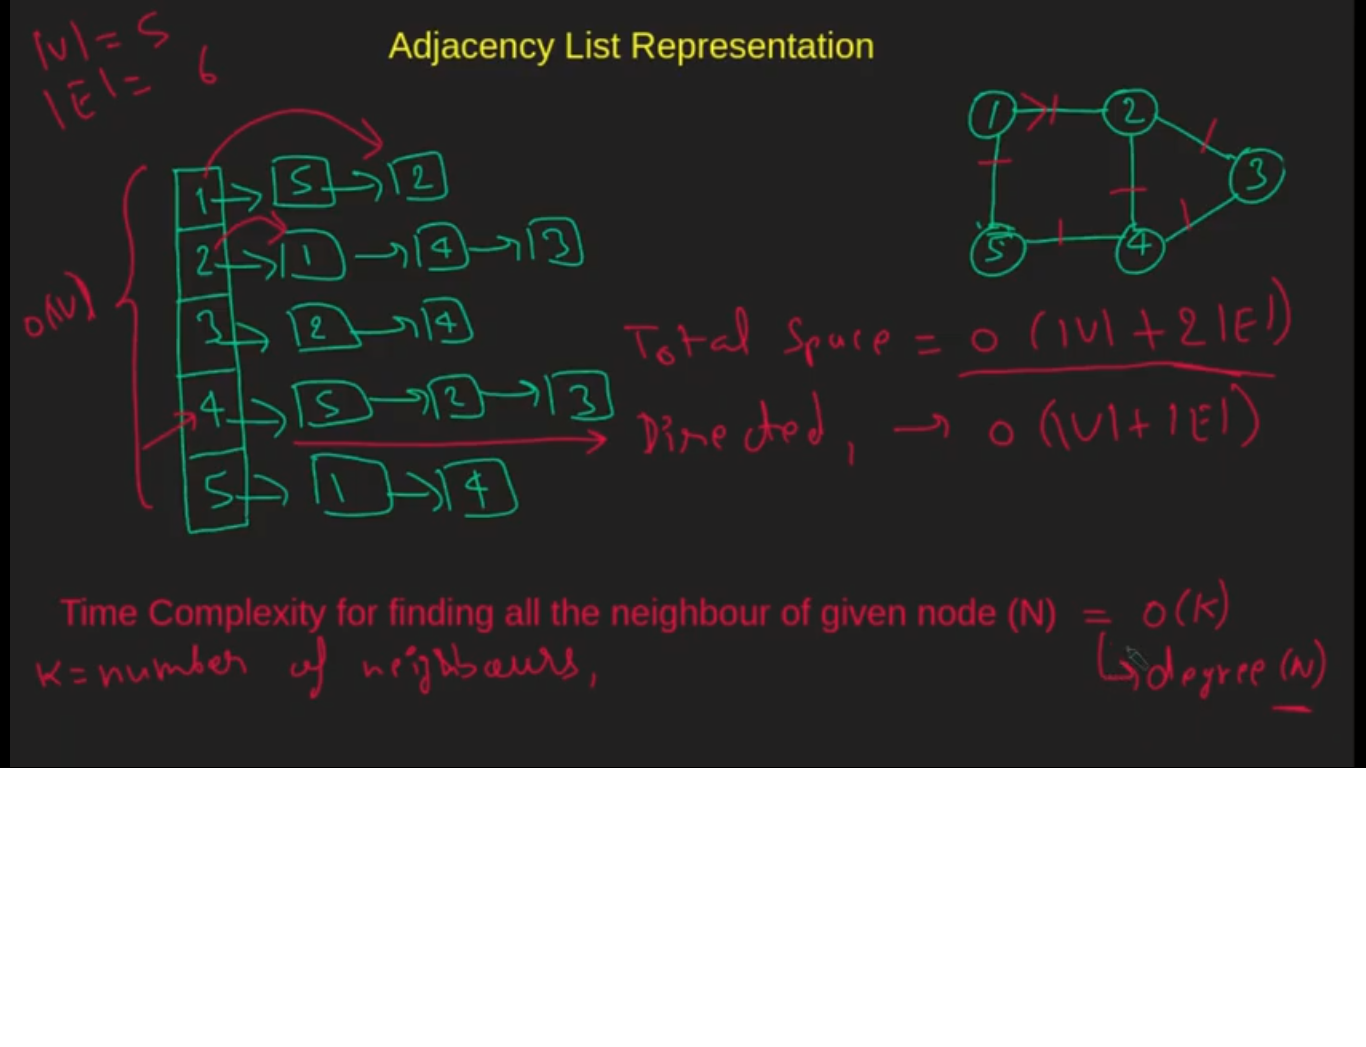 |V| = 5
|E| = 6
Adjacency List Representation
1 2
3
5 4
O(V)
1 → 5 → 2
2 → 1 → 4 → 3
3 → 2 → 4
4 → 5 → 2 → 3
5 → 1 → 4
Total Space = O (|V| + 2|E|)
Directed, → O (|V| + |E|)
Time Complexity for finding all the neighbour of given node (N) = O(K)
K = number of neighbours,
↳ degree (N)